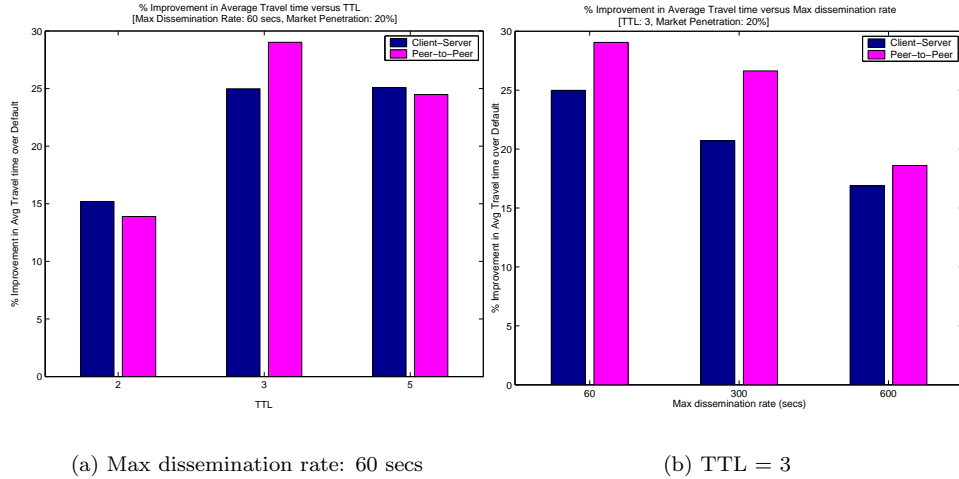 % Improvement in Average Travel time versus TTL
[Max Dissemination Rate: 60 secs, Market Penetration: 20%]
30
25
20
15
10
5
0
% Improvement in Avg Travel time over Default
Client–Server
Peer–to–Peer
2
3
5
TTL
(a) Max dissemination rate: 60 secs
% Improvement in Average Travel time versus Max dissemination rate
[TTL: 3, Market Penetration: 20%]
30
25
20
15
10
5
0
% Improvement in Avg Travel time over Default
Client–Server
Peer–to–Peer
60
300
600
Max dissemination rate (secs)
(b) TTL = 3